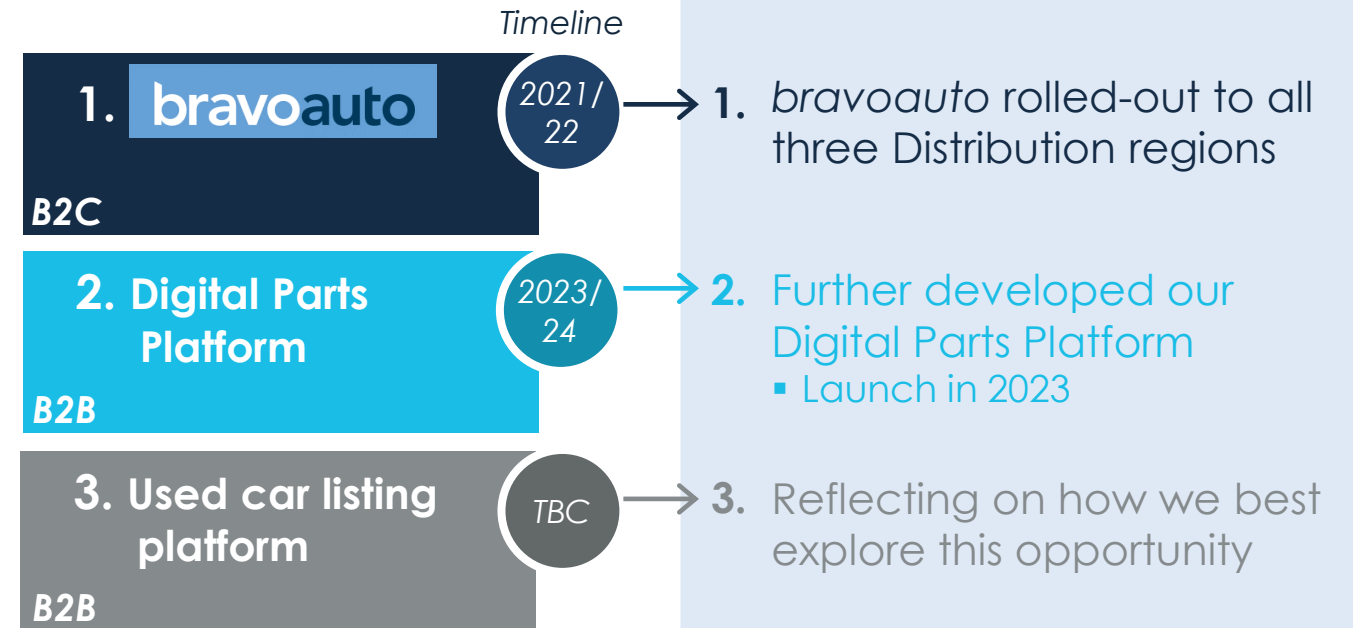 Timeline
1. bravoauto
2021/
22
B2C
1. bravoauto rolled-out to all
three Distribution regions
2. Digital Parts
Platform
2023/
24
B2B
2. Further developed our
Digital Parts Platform
▪ Launch in 2023
3. Used car listing
platform
TBC
B2B
3. Reflecting on how we best
explore this opportunity